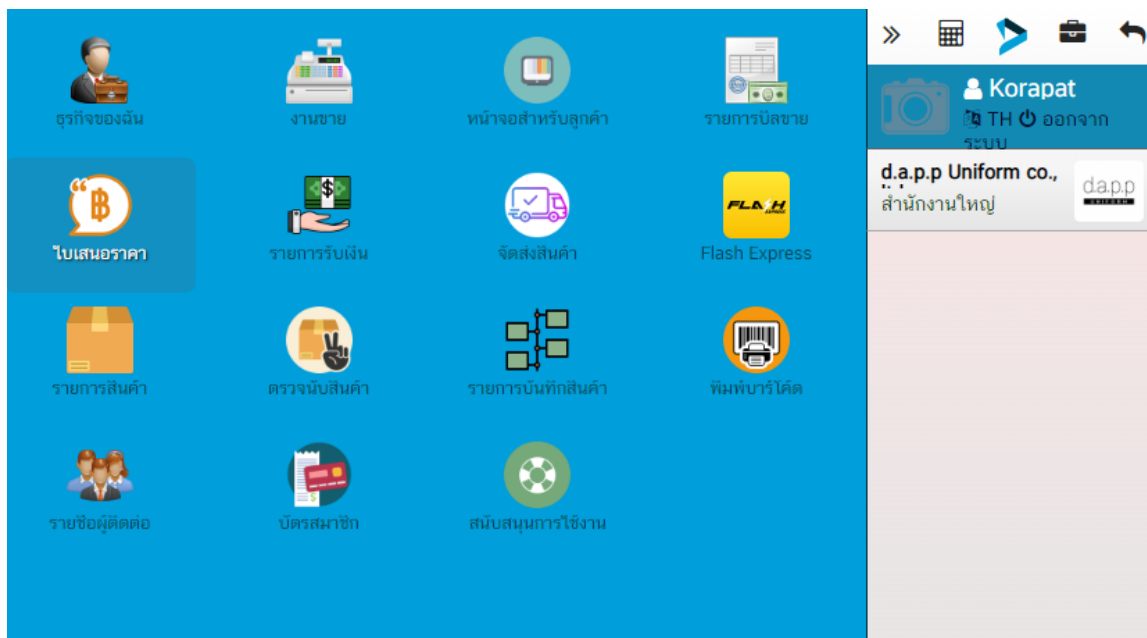 ธุรกิจของฉัน
งานขาย
หน้าจอสำหรับลูกค้า
รายการบิลขาย
ใบเสนอราคา
รายการรับเงิน
จัดส่งสินค้า
FLASH
EXPRESS
Flash Express
รายการสินค้า
ตรวจนับสินค้า
รายการบันทึกสินค้า
พิมพ์บาร์โค้ด
รายชื่อผู้ติดต่อ
บัตรสมาชิก
สนับสนุนการใช้งาน
Korapat
TH ออกจาก
ระบบ
d.a.p.p Uniform co.,
สำนักงานใหญ่
d.a.p.p
UNIFORM